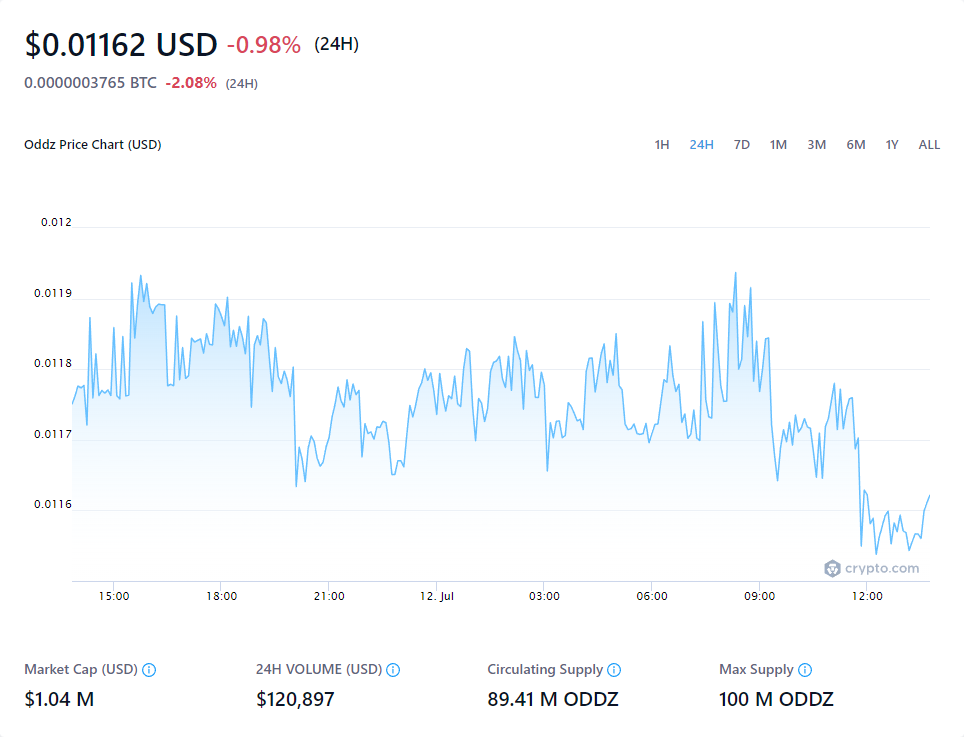 $0.01162 USD -0.98% (24H)
0.0000003765 BTC -2.08% (24H)
Oddz Price Chart (USD) 1H 24H 7D 1M 3M 6M 1Y ALL
0.012
0.0119
0.0118
0.0117
0.0116
crypto.com
15:00 18:00 21:00 12. Jul 03:00 06:00 09:00 12:00
Market Cap (USD) 24H VOLUME (USD) Circulating Supply Max Supply
$1.04 M $120,897 89.41 M ODDZ 100 M ODDZ